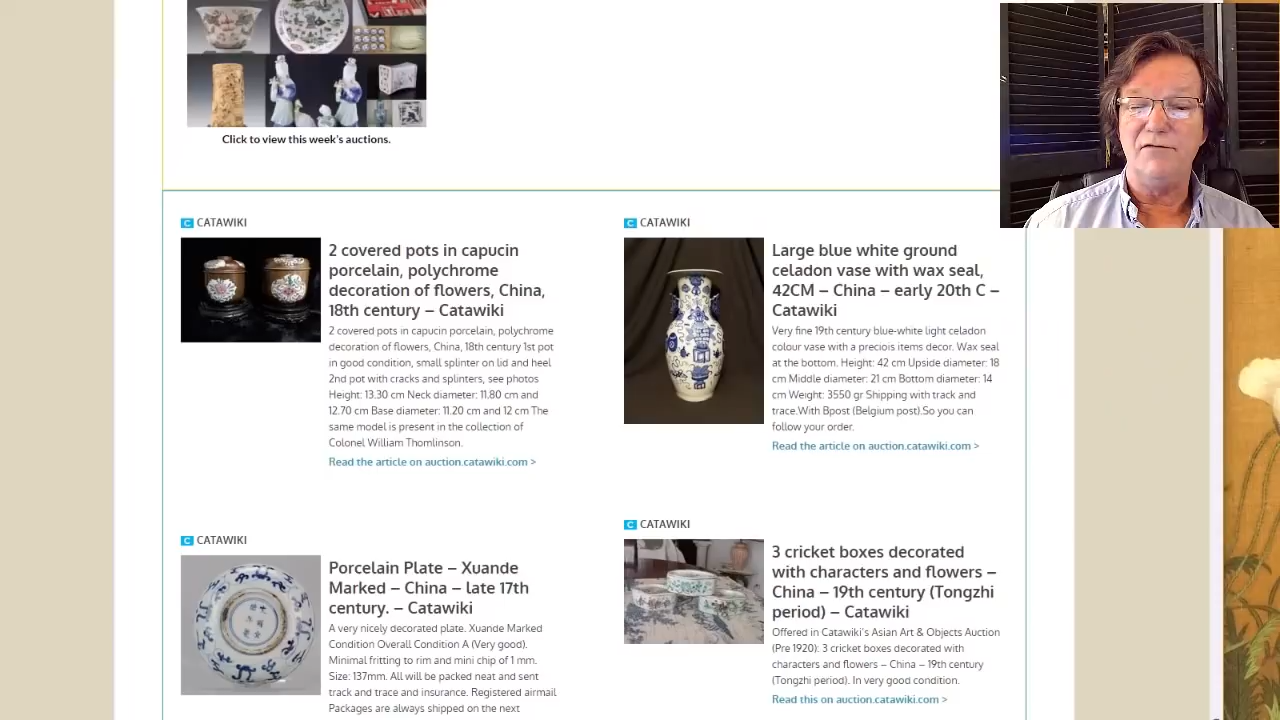 Click to view this week's auctions.
C CATAWIKI
2 covered pots in capucin
porcelain, polychrome
decoration of flowers, China,
18th century – Catawiki
2 covered pots in capucin porcelain, polychrome
decoration of flowers, China, 18th century 1st pot
in good condition, small splinter on lid and heel
2nd pot with cracks and splinters, see photos
Height: 13.30 cm Neck diameter: 11.80 cm and
12.70 cm Base diameter: 11.20 cm and 12 cm The
same model is present in the collection of
Colonel William Thomlinson.
Read the article on auction.catawiki.com >
C CATAWIKI
Large blue white ground
celadon vase with wax seal,
42CM – China – early 20th C –
Catawiki
Very fine 19th century blue-white light celadon
colour vase with a preciois items decor. Wax seal
at the bottom. Height: 42 cm Upside diameter: 18
cm Middle diameter: 21 cm Bottom diameter: 14
cm Weight: 3550 gr Shipping with track and
trace.With Bpost (Belgium post).So you can
follow your order.
Read the article on auction.catawiki.com >
C CATAWIKI
Porcelain Plate – Xuande
Marked – China – late 17th
century. – Catawiki
A very nicely decorated plate. Xuande Marked
Condition Overall Condition A (Very good).
Minimal fritting to rim and mini chip of 1 mm.
Size: 137mm. All will be packed neat and sent
track and trace and insurance. Registered airmail
Packages are always shipped on the next
C CATAWIKI
3 cricket boxes decorated
with characters and flowers –
China – 19th century (Tongzhi
period) – Catawiki
Offered in Catawiki's Asian Art & Objects Auction
(Pre 1920): 3 cricket boxes decorated with
characters and flowers – China – 19th century
(Tongzhi period). In very good condition.
Read this on auction.catawiki.com >